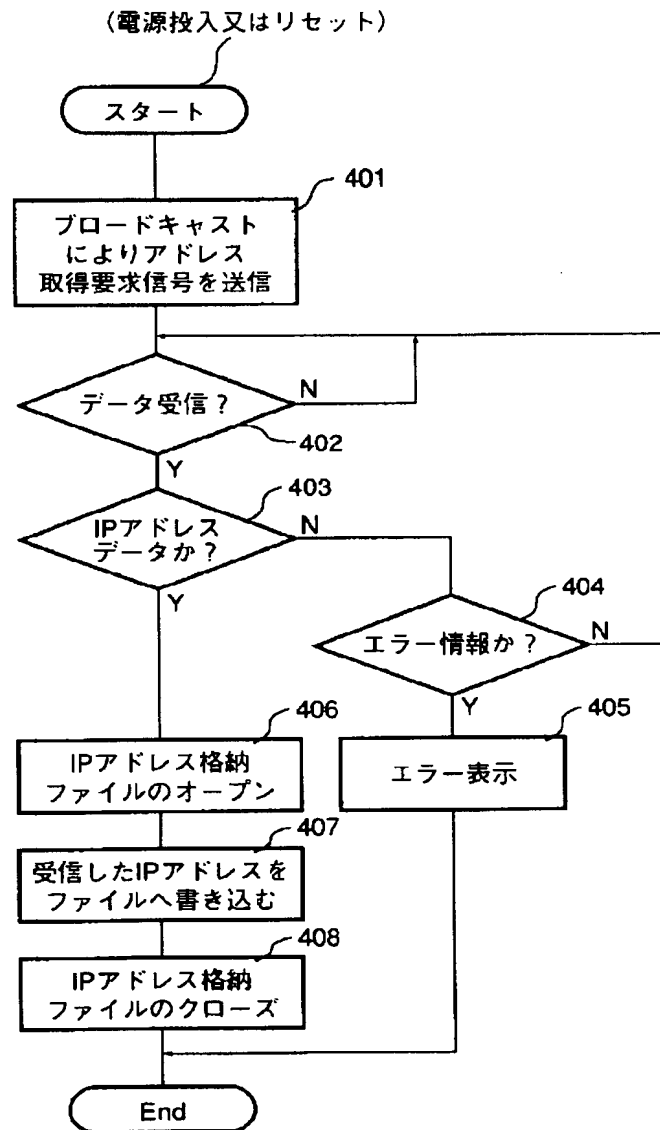 (電源投入又はリセット)
スタート
401
ブロードキャスト
によりアドレス
取得要求信号を送信
データ受信?
N
402
Y
403
IPアドレス
データか?
N
Y
404
エラー情報か?
N
Y
405
エラー表示
406
IPアドレス格納
ファイルのオープン
407
受信したIPアドレスを
ファイルへ書き込む
408
IPアドレス格納
ファイルのクローズ
End